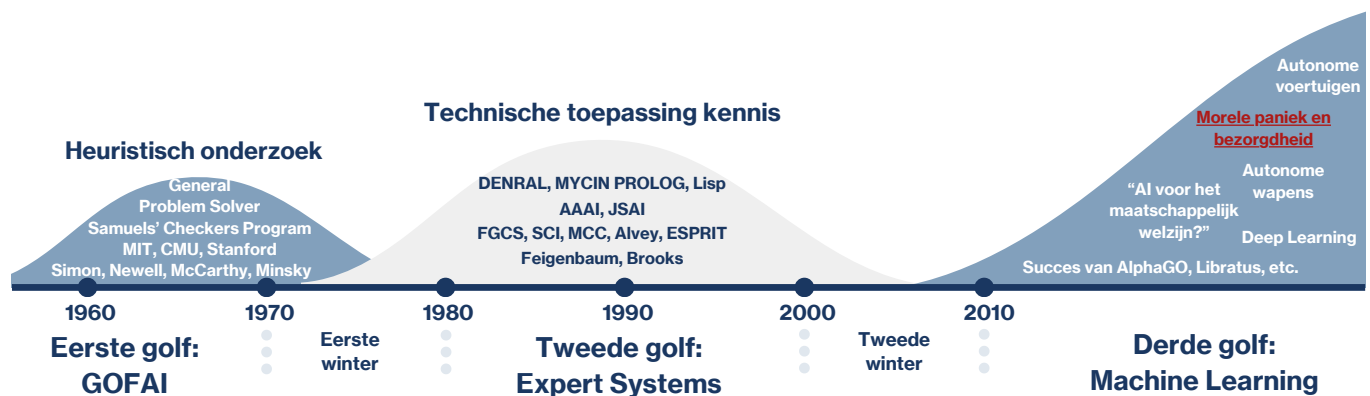 Heuristisch onderzoek
General
Problem Solver
Samuels' Checkers Program
MIT, CMU, Stanford
Simon, Newell, McCarthy, Minsky
Technische toepassing kennis
DENRAL, MYCIN PROLOG, Lisp
AAAI, JSAI
FGCS, SCI, MCC, Alvey, ESPRIT
Feigenbaum, Brooks
Autonome
voertuigen
Morele paniek en
bezorgdheid
Autonome
wapens
“AI voor het
maatschappelijk
welzijn?”
Deep Learning
Succes van AlphaGO, Libratus, etc.
1960
1970
1980
1990
2000
2010
Eerste golf:
GOFAI
Eerste
winter
Tweede golf:
Expert Systems
Tweede
winter
Derde golf:
Machine Learning